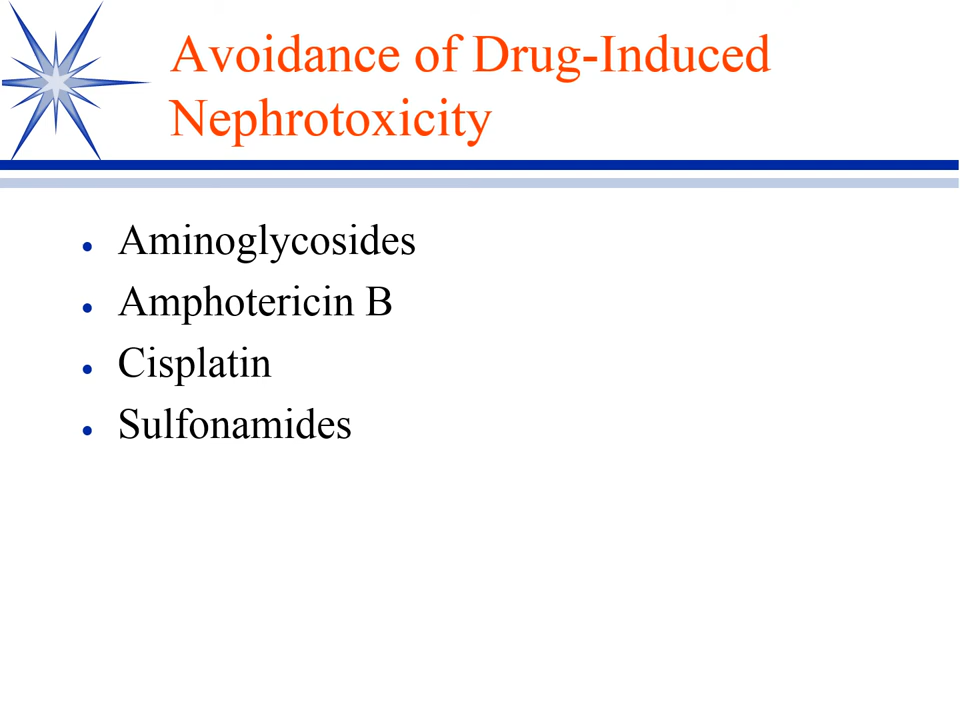 Avoidance of Drug-Induced
Nephrotoxicity
• Aminoglycosides
• Amphotericin B
• Cisplatin
• Sulfonamides